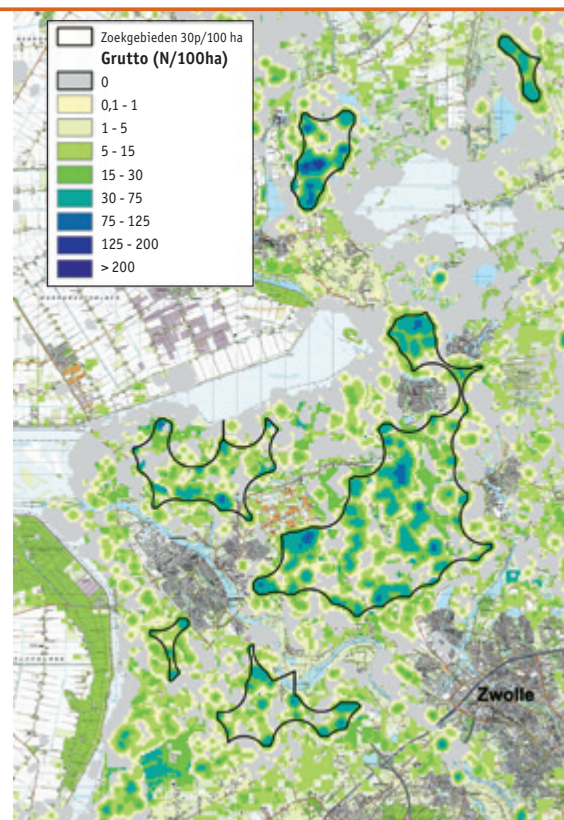 Zoekgebieden 30p/100 ha
Grutto (N/100ha)
0
0,1 - 1
1 - 5
5 - 15
15 - 30
30 - 75
75 - 125
125 - 200
> 200
Zwolle